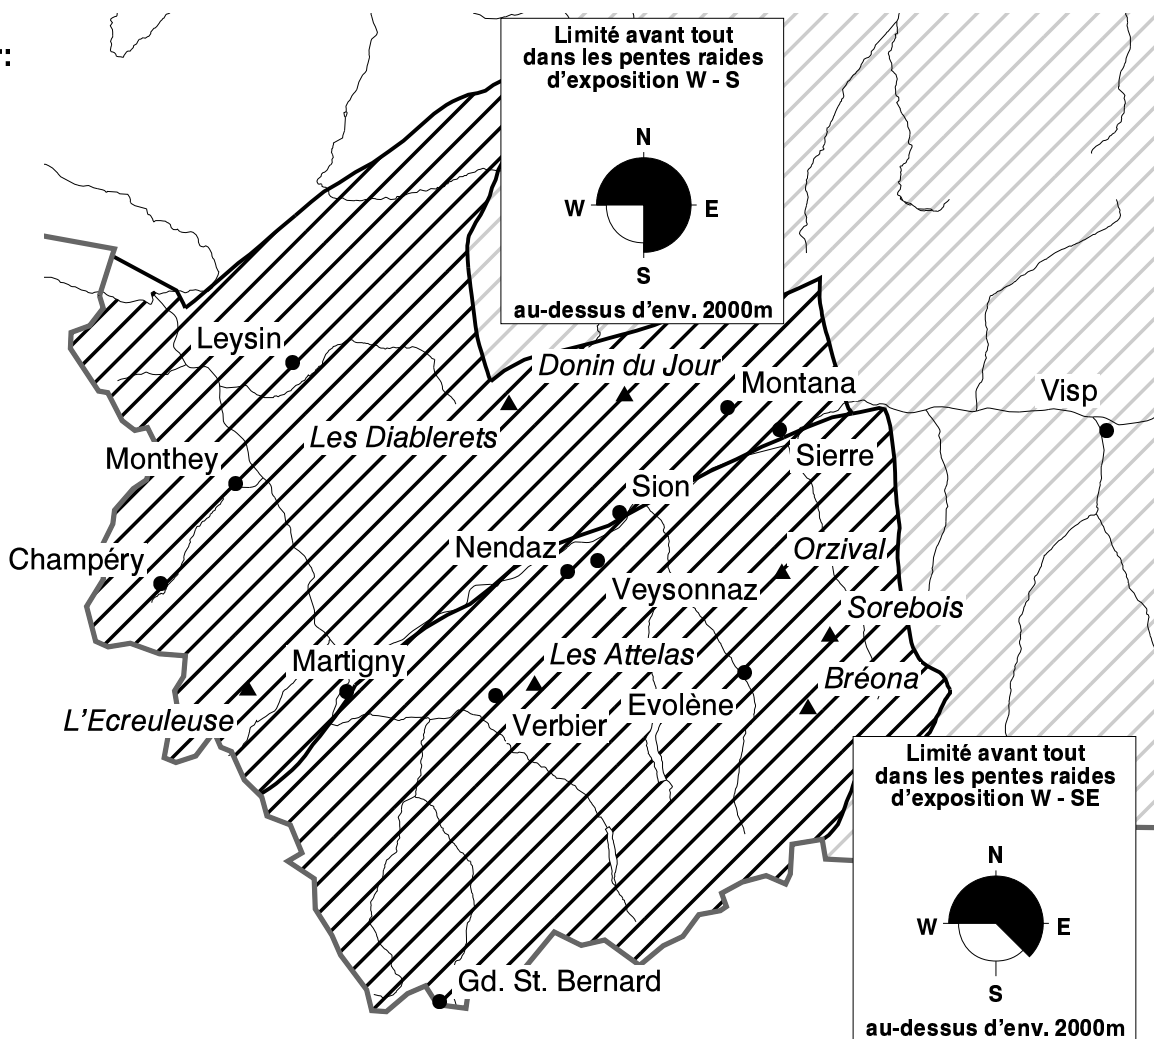 r:
Limité avant tout
dans les pentes raides
d'exposition W - S
N
W
E
S
au-dessus d'env. 2000m
Leysin
Donin du Jour
Montana
Visp
Les Diablerets
Monthey
Sierre
Sion
Nendaz
Orzival
Champéry
Veysonnaz
Sorebois
Martigny
Les Attelas
Bréona
L'Ecreuleuse
Verbier
Evolène
Limité avant tout
dans les pentes raides
d'exposition W - SE
N
W
E
S
au-dessus d'env. 2000m
Gd. St. Bernard